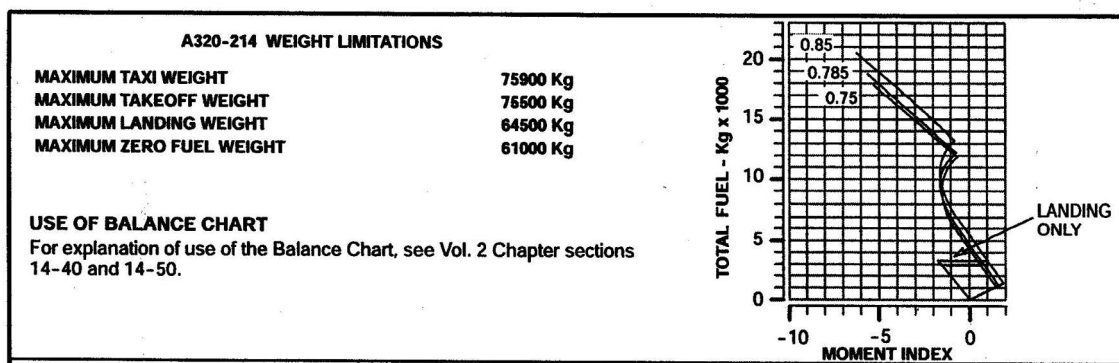 A320-214 WEIGHT LIMITATIONS
MAXIMUM TAXI WEIGHT 75900 Kg
MAXIMUM TAKEOFF WEIGHT 75500 Kg
MAXIMUM LANDING WEIGHT 64500 Kg
MAXIMUM ZERO FUEL WEIGHT 61000 Kg
USE OF BALANCE CHART
For explanation of use of the Balance Chart, see Vol. 2 Chapter sections
14-40 and 14-50.
TOTAL FUEL - Kg x 1000
20
15
10
5
0
0.85
0.785
0.75
LANDING
ONLY
-10 -5 0
MOMENT INDEX